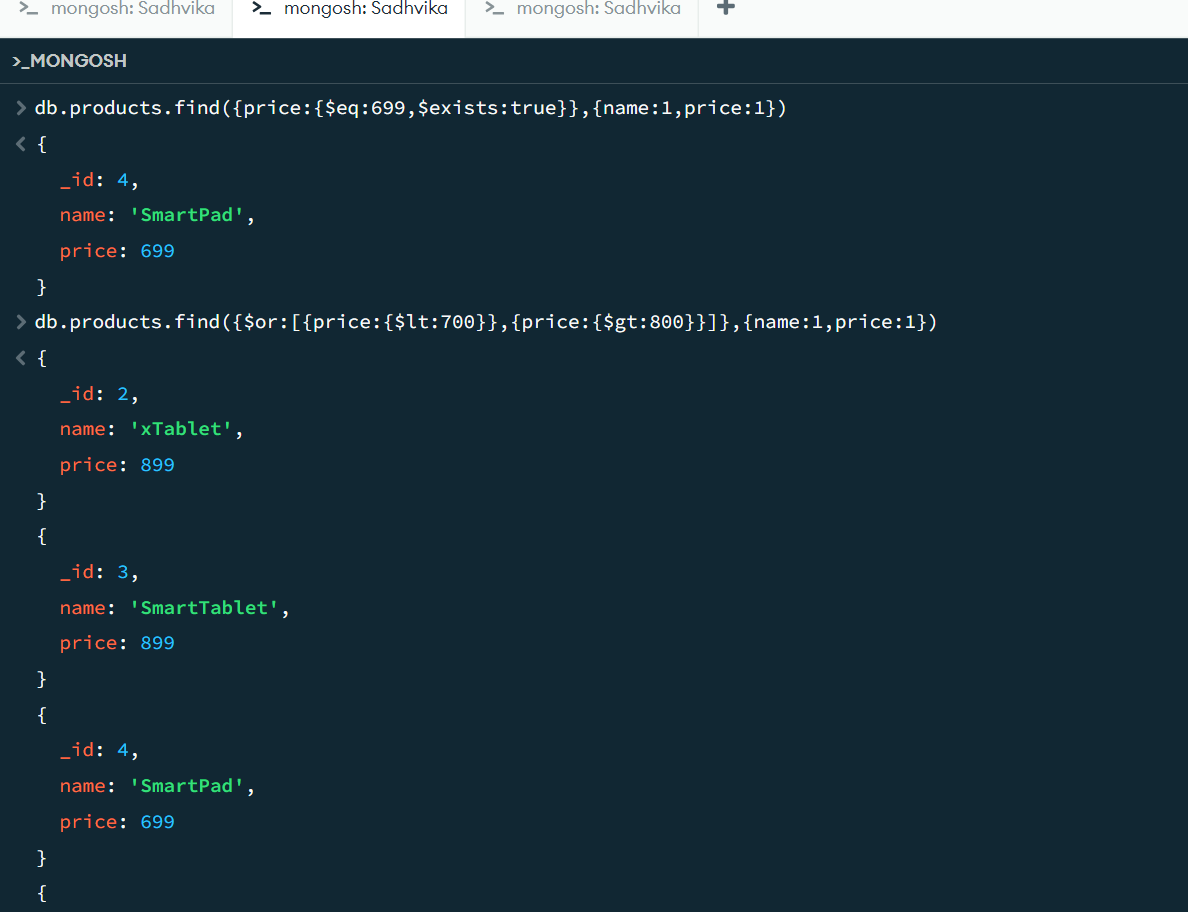 >_ mongosh: Sadhvika >_ mongosh: Sadhvika >_ mongosh: Sadhvika +
>_MONGOSH
> db.products.find({price:{$eq:699,$exists:true}},{name:1,price:1})
< {
_id: 4,
name: 'SmartPad',
price: 699
}
> db.products.find({$or:[{price:{$lt:700}},{price:{$gt:800}}]},{name:1,price:1})
< {
_id: 2,
name: 'xTablet',
price: 899
}
{
_id: 3,
name: 'SmartTablet',
price: 899
}
{
_id: 4,
name: 'SmartPad',
price: 699
}
{